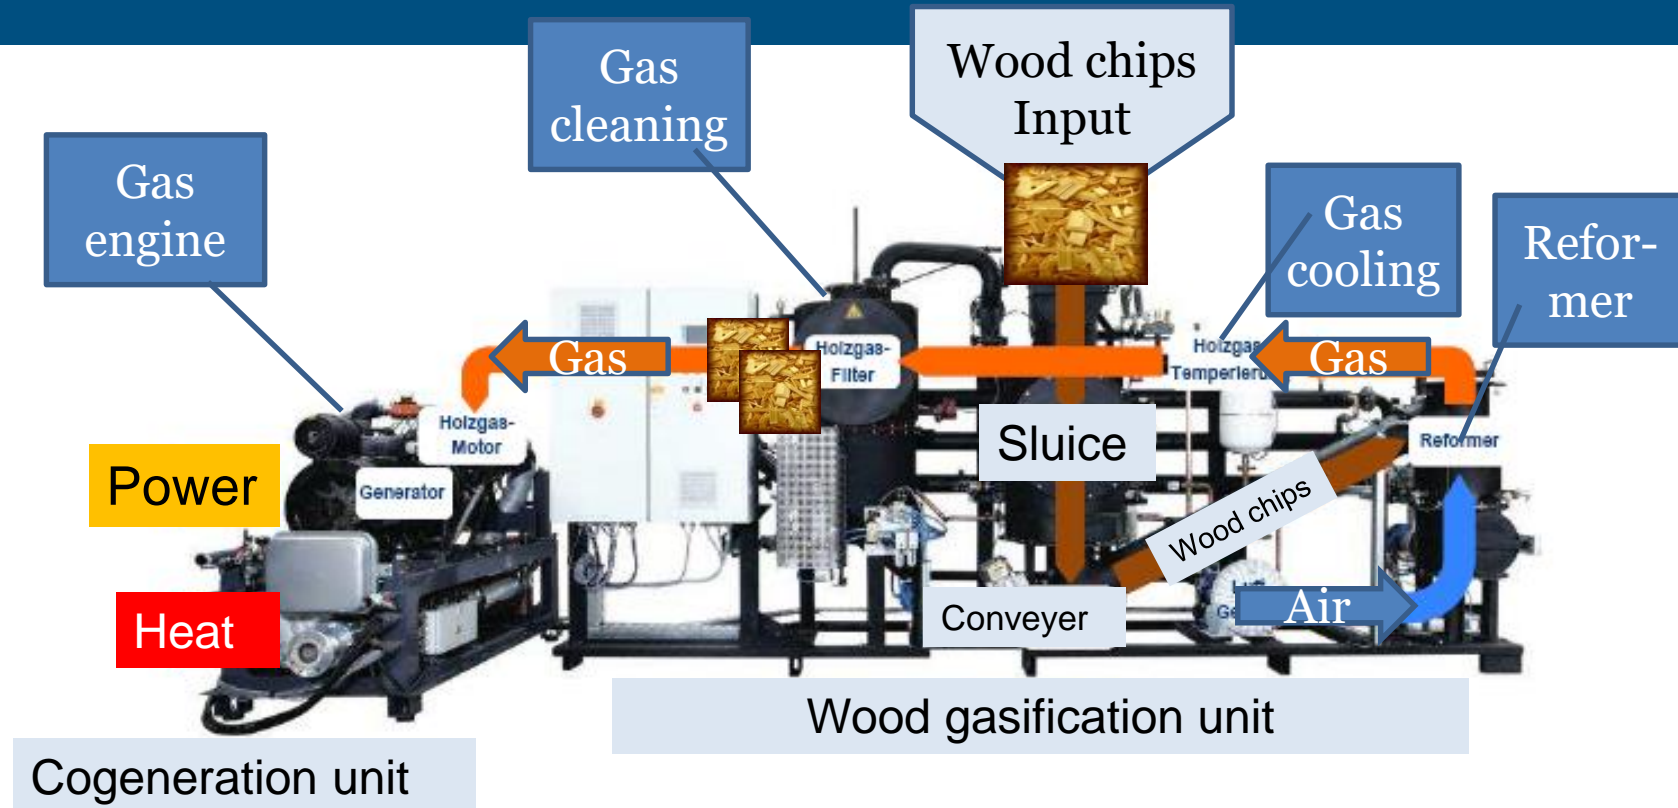 Gas
cleaning
Wood chips
Input
Gas
engine
Gas
cooling
Refor-
mer
Gas
Holzgas-
Filter
Holzgas
Temperieru
Gas
Holzgas-
Motor
Sluice
Reformer
Power
Generator
Wood chips
Heat
Conveyer
Air
Wood gasification unit
Cogeneration unit